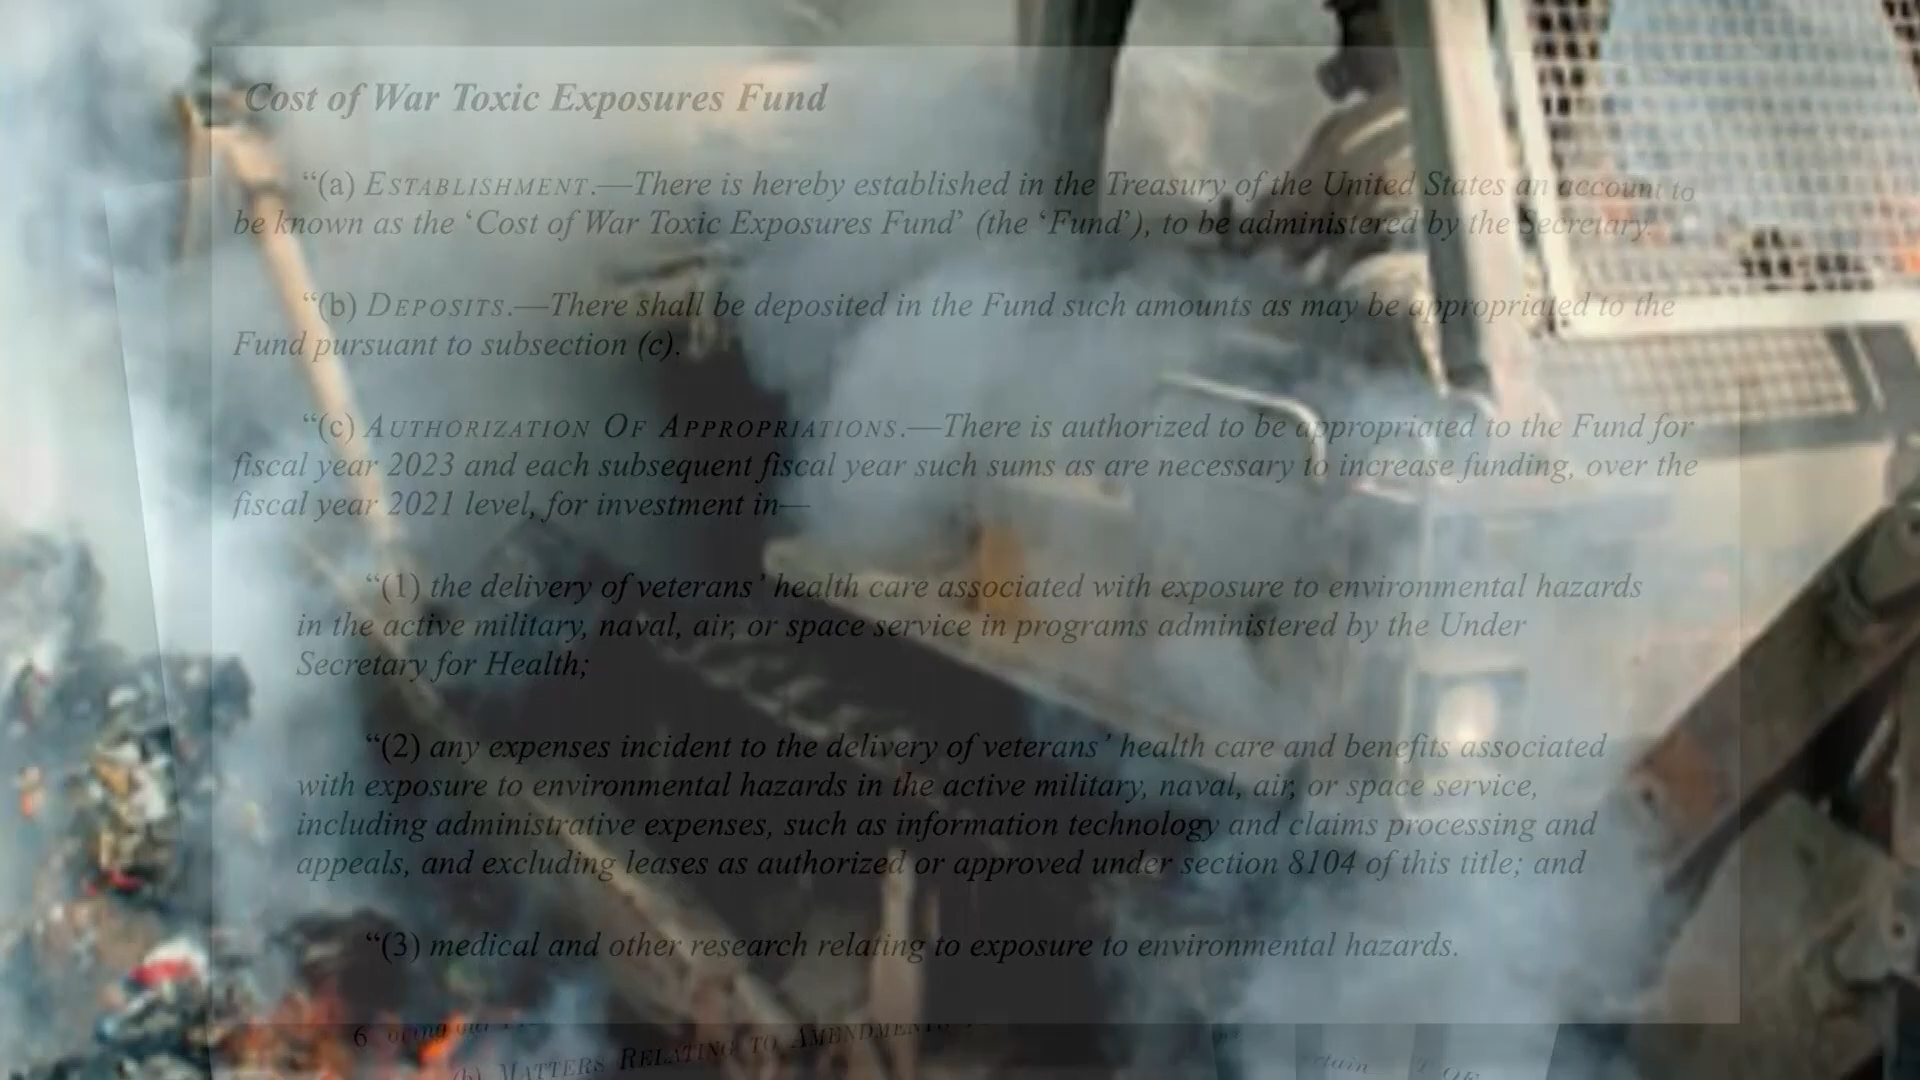 Cost of War Toxic Exposures Fund
“(a) ESTABLISHMENT.—There is hereby established in the Treasury of the United States an account to
be known as the ‘Cost of War Toxic Exposures Fund’ (the ‘Fund’), to be administered by the Secretary.
“(b) DEPOSITS.—There shall be deposited in the Fund such amounts as may be appropriated to the
Fund pursuant to subsection (c).
“(c) AUTHORIZATION OF APPROPRIATIONS.—There is authorized to be appropriated to the Fund for
fiscal year 2023 and each subsequent fiscal year such sums as are necessary to increase funding, over the
fiscal year 2021 level, for investment in—
“(1) the delivery of veterans’ health care associated with exposure to environmental hazards
in the active military, naval, air, or space service in programs administered by the Under
Secretary for Health;
“(2) any expenses incident to the delivery of veterans’ health care and benefits associated
with exposure to environmental hazards in the active military, naval, air, or space service,
including administrative expenses, such as information technology and claims processing and
appeals, and excluding leases as authorized or approved under section 8104 of this title; and
“(3) medical and other research relating to exposure to environmental hazards.
6
(b) MATTERS RELATING TO AMENDMENTS